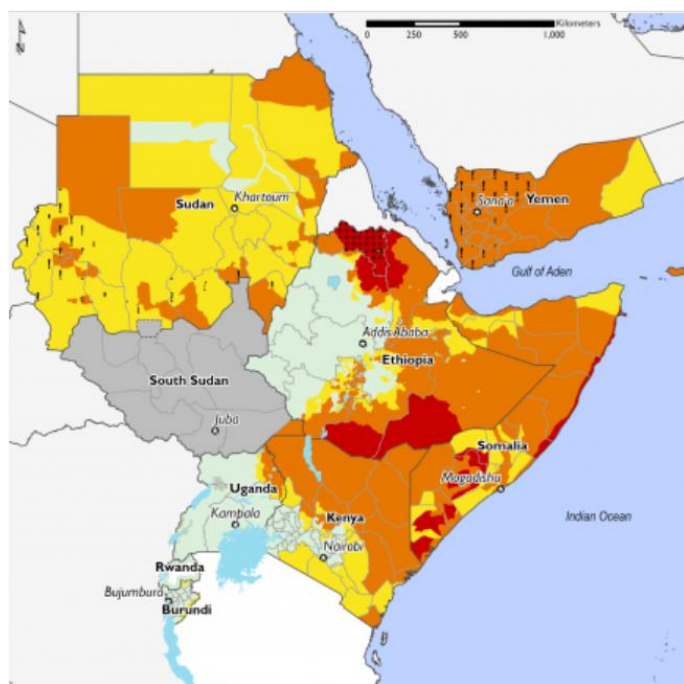 N
Kilometers
0 250 500 1,000
Sudan
Khartoum
Sana'a
Yemen
Gulf of Aden
Addis Ababa
Ethiopia
South Sudan
Juba
Somalia
Mogadishu
Uganda
Kampala
Kenya
Nairobi
Indian Ocean
Rwanda
Bujumbura
Burundi